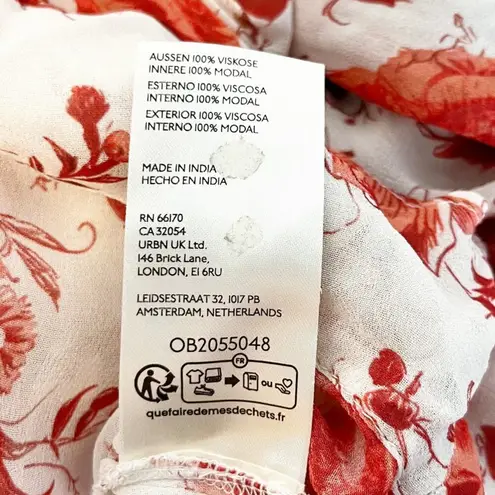 AUSSEN 100% VISKOSE
INNERE 100% MODAL
ESTERNO 100% VISCOSA
INTERNO 100% MODAL
EXTERIOR 100% VISCOSA
INTERNO 100% MODAL
MADE IN INDIA
HECHO EN INDIA
RN 66170
CA 32054
URBN UK Ltd.
146 Brick Lane,
LONDON, E1 6RU
LEIDSESTRAAT 32, 1017 PB
AMSTERDAM, NETHERLANDS
OB2055048
FR
OU
quefairedemesdechets.fr